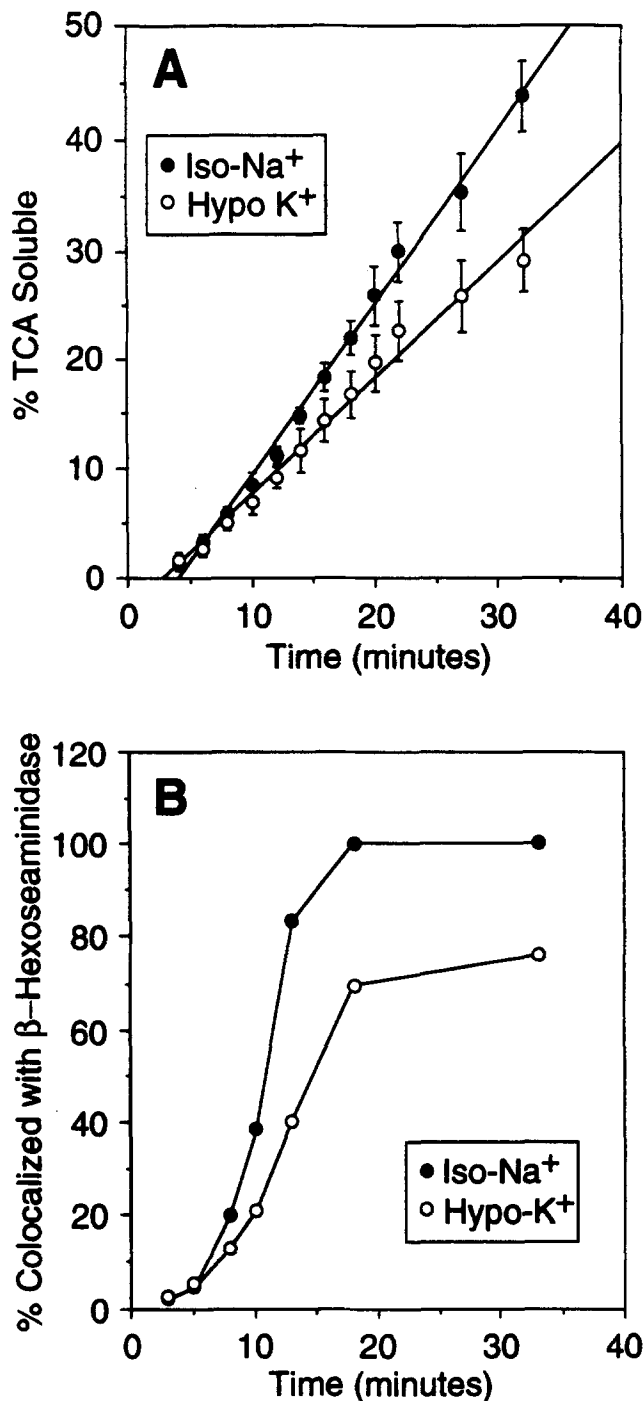 A
50
40
30
20
10
0
% TCA Soluble
● Iso-Na⁺
○ Hypo K⁺
0 10 20 30 40
Time (minutes)
B
120
100
80
60
40
20
0
% Colocalized with β–Hexoseaminidase
● Iso-Na⁺
○ Hypo-K⁺
0 10 20 30 40
Time (minutes)